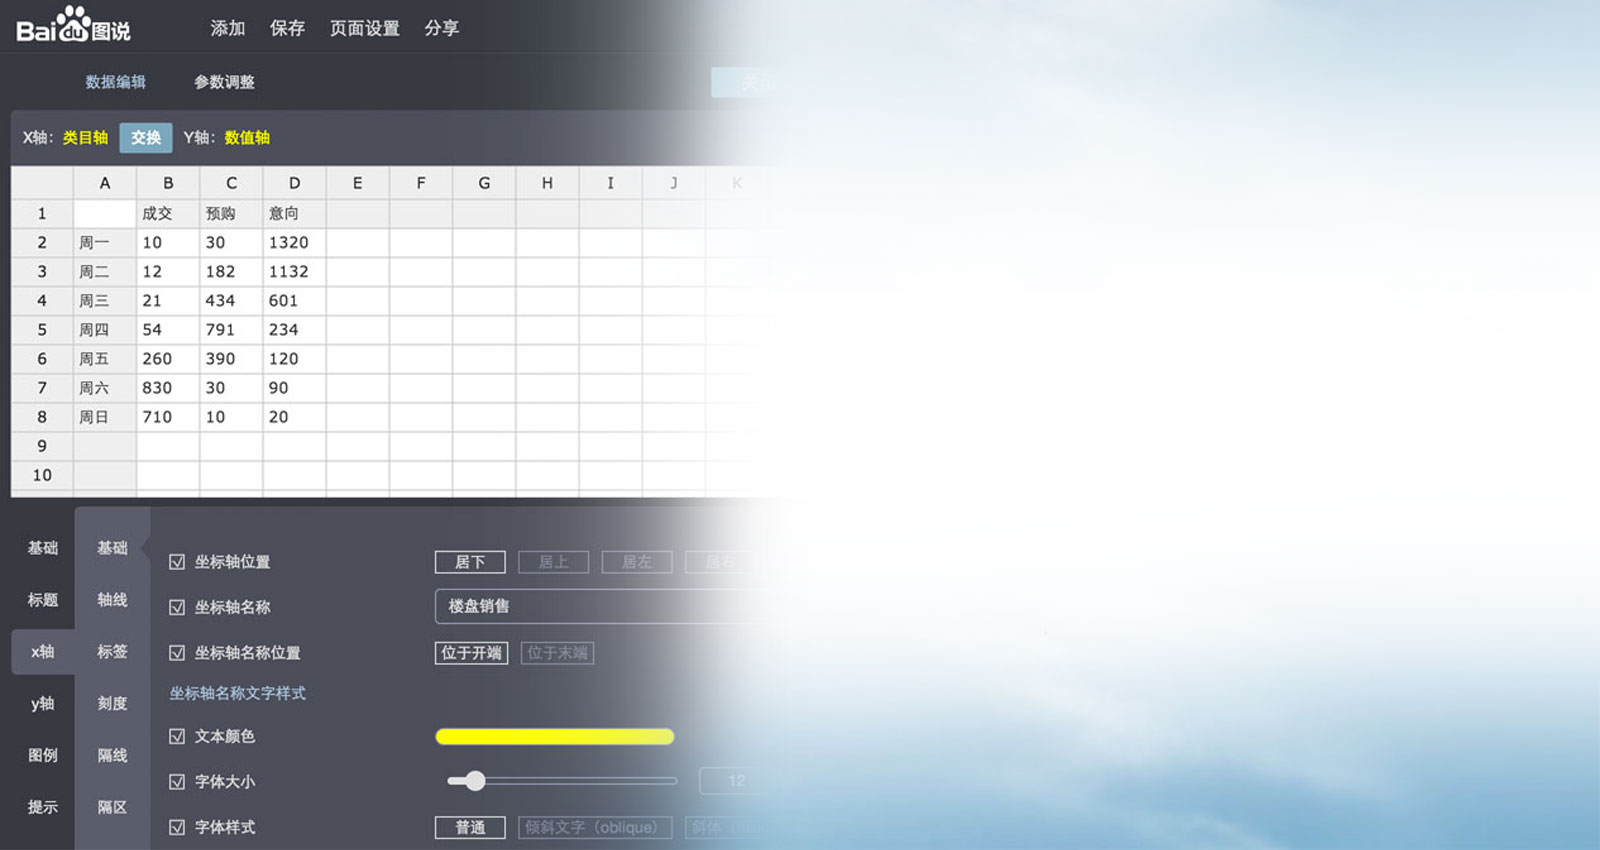 Baidu图说 添加 保存 页面设置 分享
数据编辑 参数调整
X轴: 类目轴 交换 Y轴: 数值轴
A B C D E F G H I J K
1 成交 预购 意向
2 周一 10 30 1320
3 周二 12 182 1132
4 周三 21 434 601
5 周四 54 791 234
6 周五 260 390 120
7 周六 830 30 90
8 周日 710 10 20
9
10
基础
标题
x轴
y轴
图例
提示
基础
轴线
标签
刻度
隔线
隔区
坐标轴位置 居下 居上 居左 居右
坐标轴名称 楼盘销售
坐标轴名称位置 位于开端 位于末端
坐标轴名称文字样式
文本颜色
字体大小 12
字体样式 普通 倾斜文字（oblique） 斜体